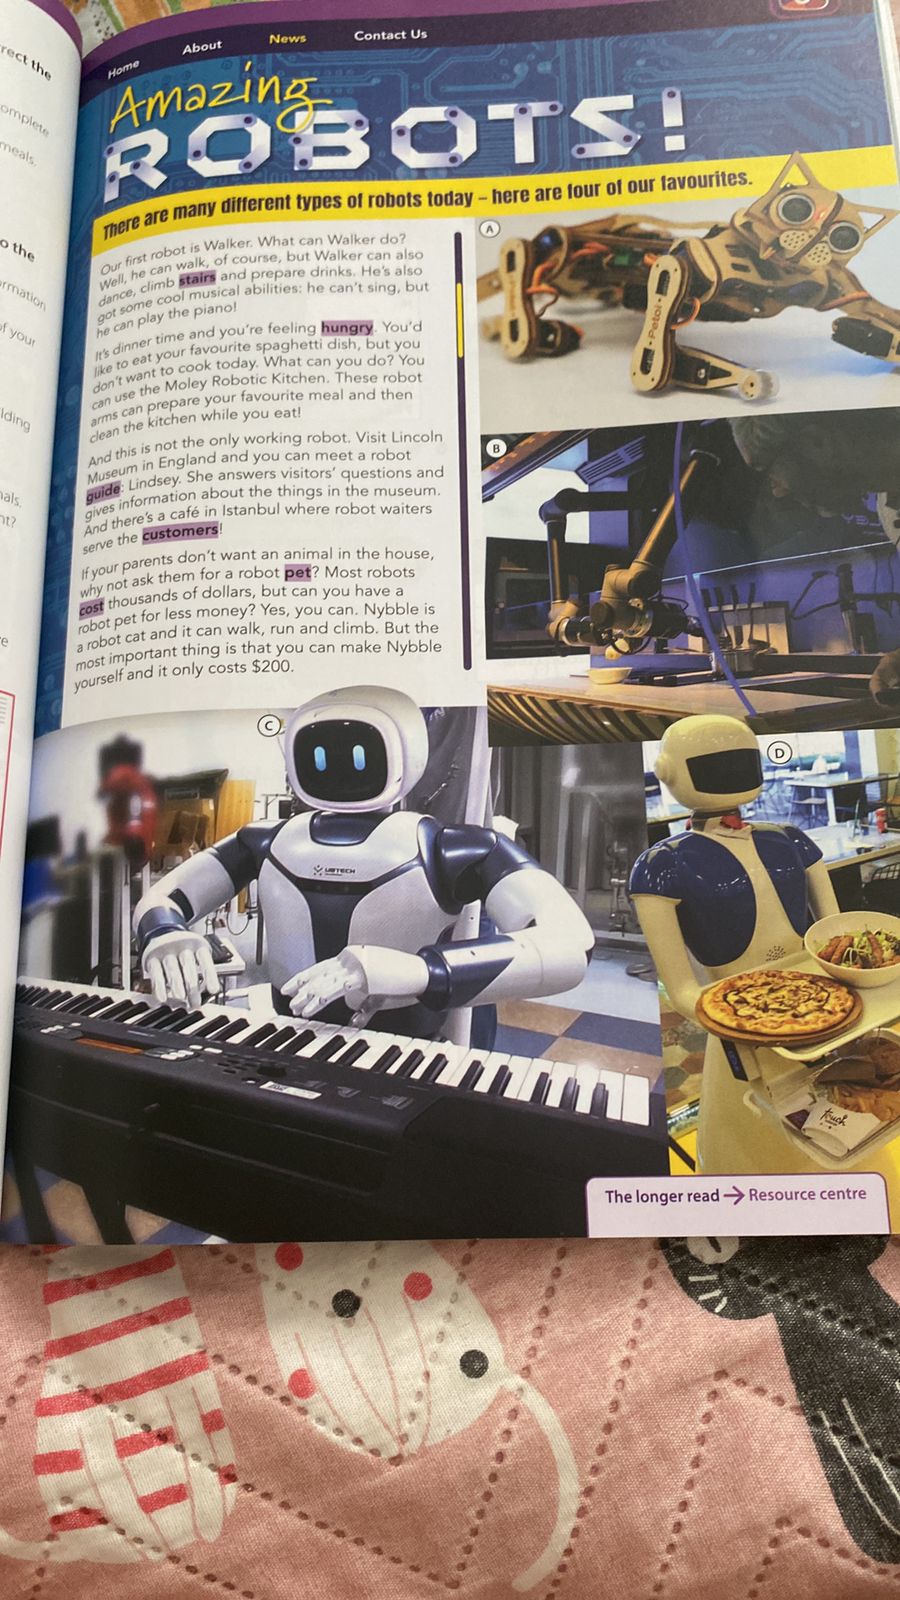 rrect the
omplete
meals.
o the
ormation
of your
ilding
nals.
nt?
Home
About
News
Contact Us
Amazing
ROBOTS!
There are many different types of robots today – here are four of our favourites.
Our first robot is Walker. What can Walker do?
Well, he can walk, of course, but Walker can also
dance, climb stairs and prepare drinks. He's also
got some cool musical abilities: he can't sing, but
he can play the piano!
It's dinner time and you're feeling hungry. You'd
like to eat your favourite spaghetti dish, but you
don't want to cook today. What can you do? You
can use the Moley Robotic Kitchen. These robot
arms can prepare your favourite meal and then
clean the kitchen while you eat!
And this is not the only working robot. Visit Lincoln
Museum in England and you can meet a robot
guide: Lindsey. She answers visitors' questions and
gives information about the things in the museum.
And there's a café in Istanbul where robot waiters
serve the customers!
If your parents don't want an animal in the house,
why not ask them for a robot pet? Most robots
cost thousands of dollars, but can you have a
robot pet for less money? Yes, you can. Nybble is
a robot cat and it can walk, run and climb. But the
most important thing is that you can make Nybble
yourself and it only costs $200.
A
Petoi
B
C
UBTECH
D
touch
The longer read → Resource centre